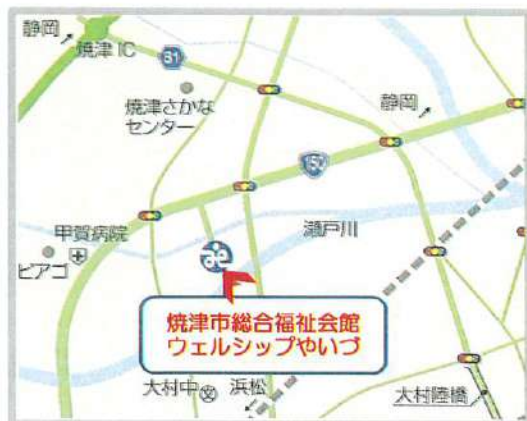 静岡
焼津IC
81
焼津さかな
センター
静岡
150
瀬戸川
甲賀病院
ピアゴ
焼津市総合福祉会館
ウェルシップやいづ
大村中
浜松
大村陸橋